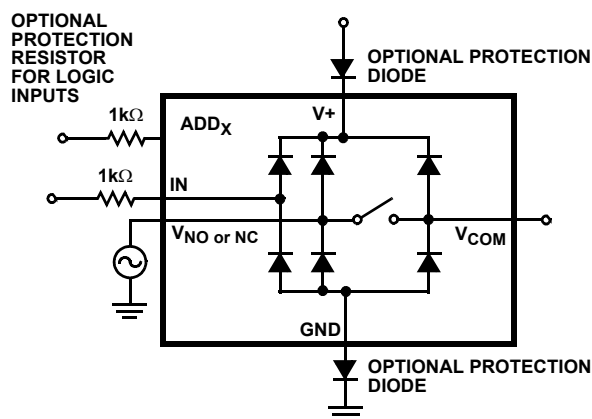 OPTIONAL
PROTECTION
RESISTOR
FOR LOGIC
INPUTS
OPTIONAL PROTECTION
DIODE
1kΩ
ADDX
V+
1kΩ
IN
VNO or NC
VCOM
GND
OPTIONAL PROTECTION
DIODE